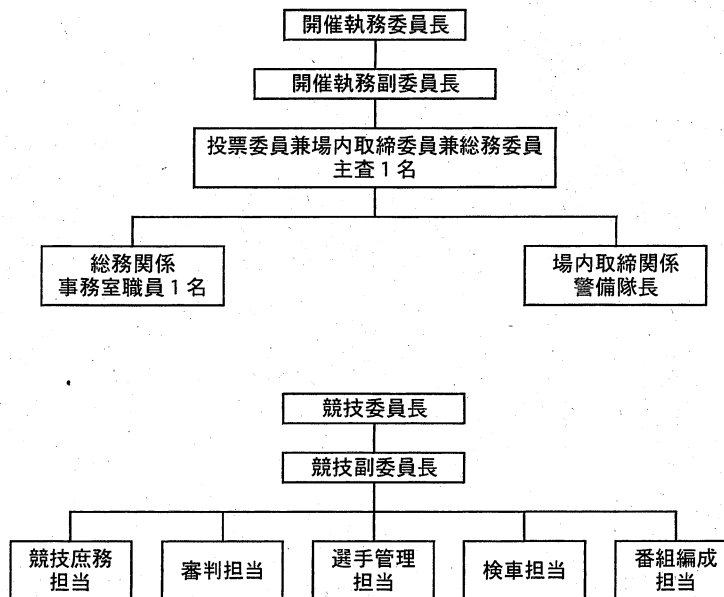 開催執務委員長
開催執務副委員長
投票委員兼場内取締委員兼総務委員
主査1名
総務関係
事務室職員1名
場内取締関係
警備隊長
競技委員長
競技副委員長
競技庶務
担当
審判担当
選手管理
担当
検車担当
番組編成
担当